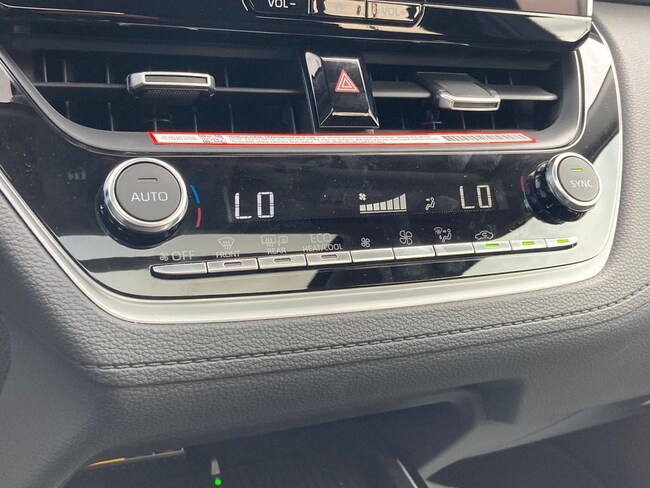 VOL-
VOL-
AUTO
SYNC
LO
LO
OFF
FRONT
REAR
ECO
HEAT/COOL